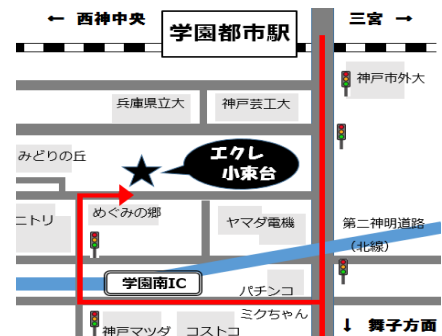 ← 西神中央
学園都市駅
三宮 →
神戸市外大
兵庫県立大
神戸芸工大
みどりの丘
エクレ
小束台
ニトリ
めぐみの郷
ヤマダ電機
第二神明道路
(北線)
学園南IC
パチンコ
ミクちゃん
神戸マツダ
コストコ
↓ 舞子方面